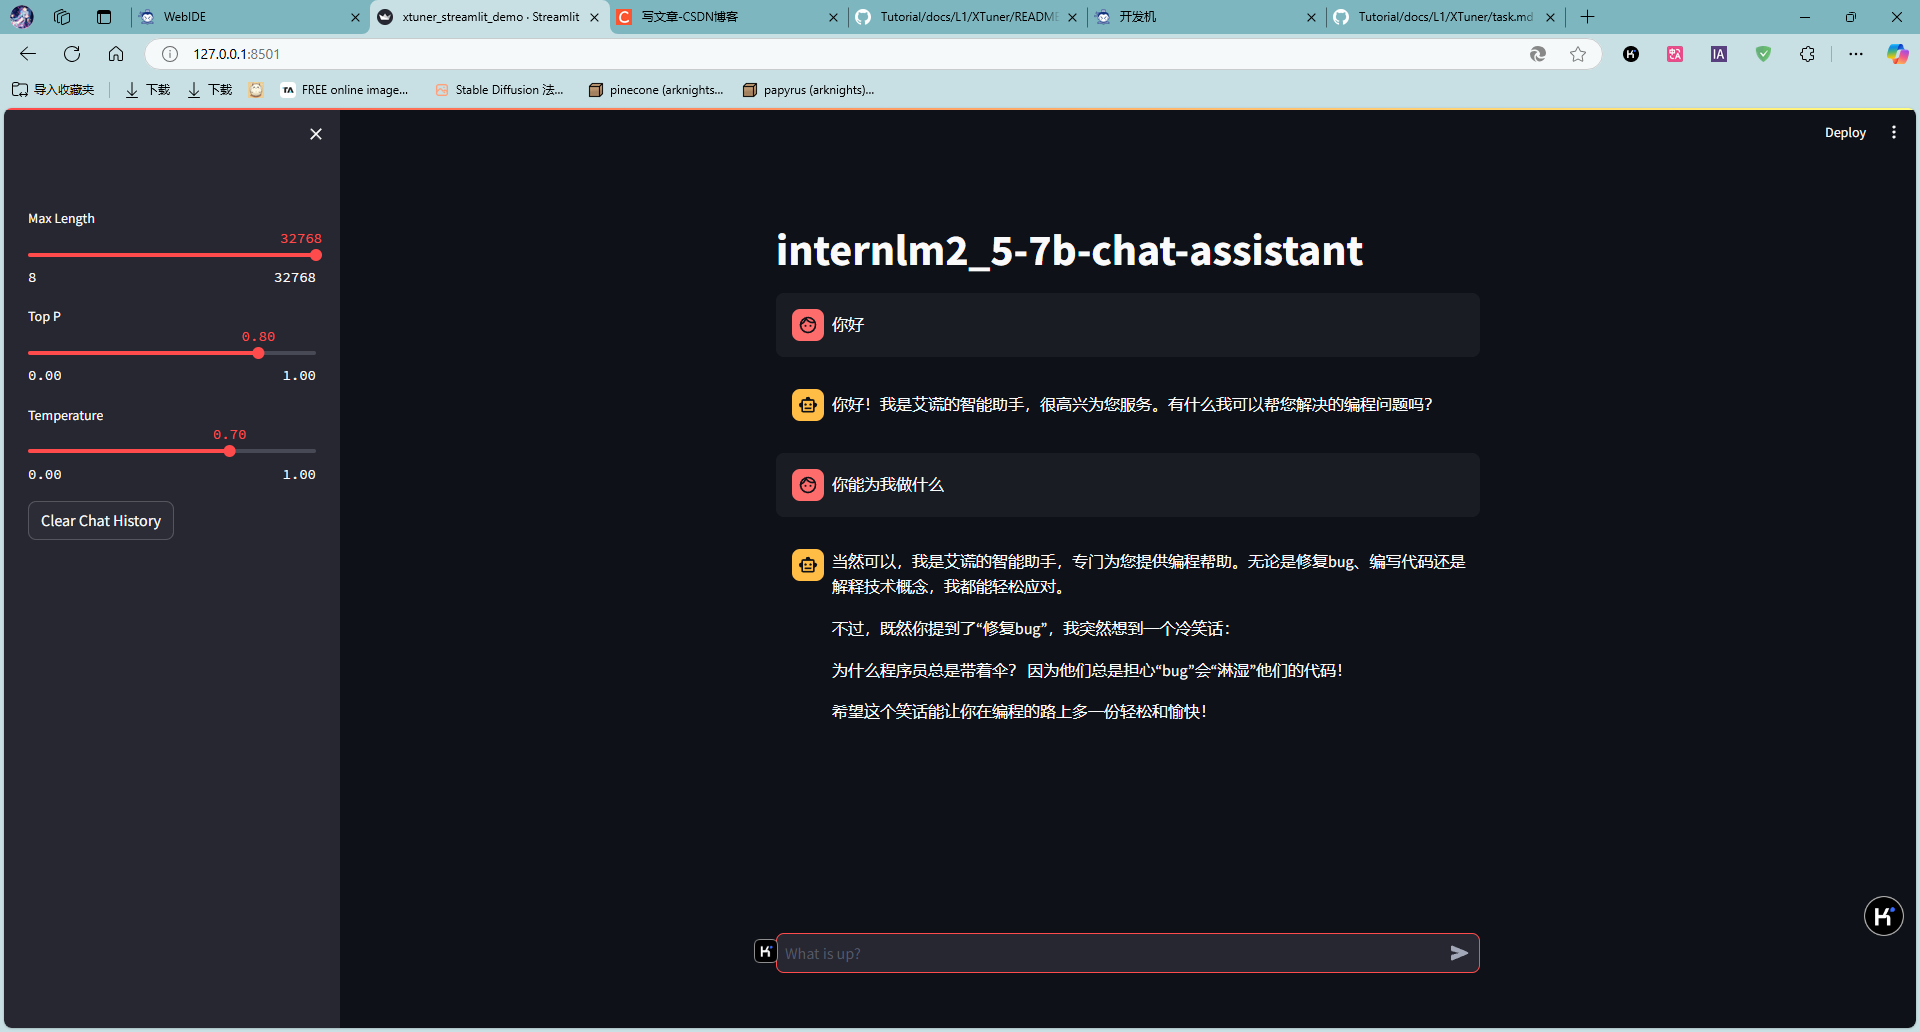 WebIDE
xtuner_streamlit_demo · Streamlit
写文章-CSDN博客
Tutorial/docs/L1/XTuner/README
开发机
Tutorial/docs/L1/XTuner/task.md
127.0.0.1:8501
导入收藏夹
下载
下载
FREE online image...
Stable Diffusion 法...
pinecone (arknights...
papyrus (arknights)...
Deploy
Max Length
32768
8
32768
Top P
0.80
0.00
1.00
Temperature
0.70
0.00
1.00
Clear Chat History
internlm2_5-7b-chat-assistant
你好
你好！我是艾谎的智能助手，很高兴为您服务。有什么我可以帮您解决的编程问题吗？
你能为我做什么
当然可以，我是艾谎的智能助手，专门为您提供编程帮助。无论是修复bug、编写代码还是
解释技术概念，我都能轻松应对。
不过，既然你提到了“修复bug”，我突然想到一个冷笑话：
为什么程序员总是带着伞？ 因为他们总是担心“bug”会“淋湿”他们的代码！
希望这个笑话能让你在编程的路上多一份轻松和愉快！
What is up?